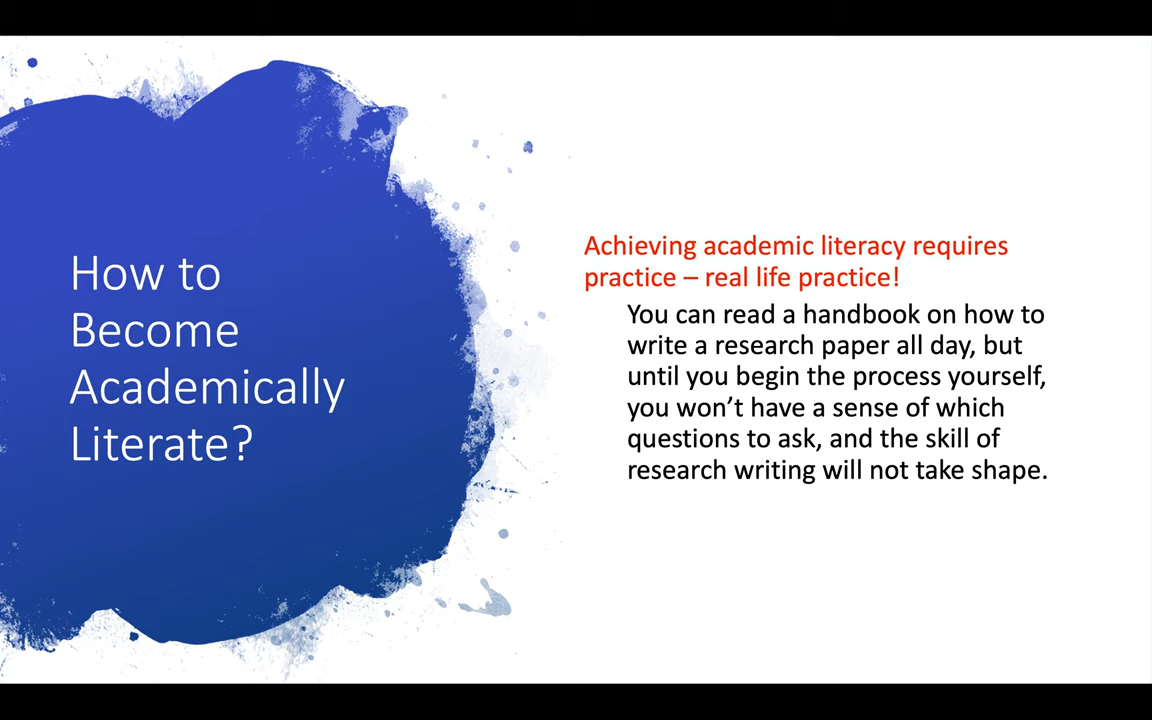 How to
Become
Academically
Literate?
Achieving academic literacy requires
practice – real life practice!
You can read a handbook on how to
write a research paper all day, but
until you begin the process yourself,
you won’t have a sense of which
questions to ask, and the skill of
research writing will not take shape.